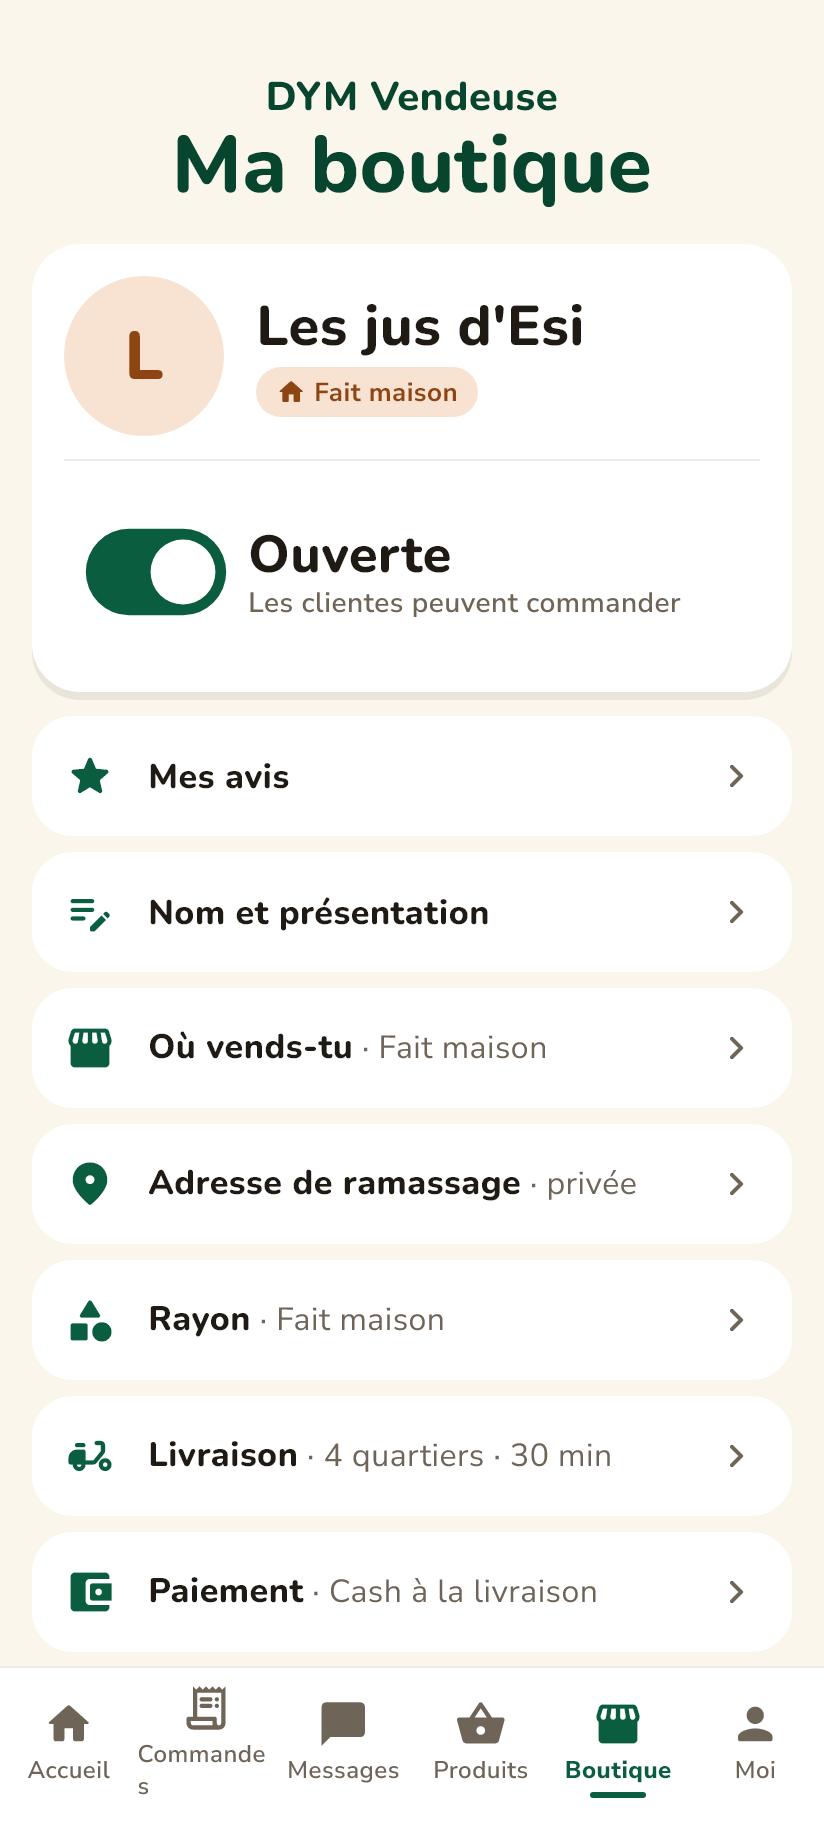 DYM Vendeuse
Ma boutique
L
Les jus d'Esi
Fait maison
Ouverte
Les clientes peuvent commander
Mes avis
Nom et présentation
Où vends-tu · Fait maison
Adresse de ramassage · privée
Rayon · Fait maison
Livraison · 4 quartiers · 30 min
Paiement · Cash à la livraison
Accueil
Commande
s
Messages
Produits
Boutique
Moi